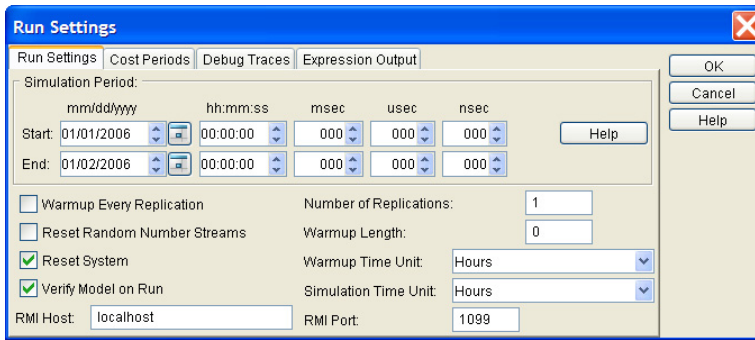 Run Settings
Run Settings Cost Periods Debug Traces Expression Output
OK
Cancel
Help
Simulation Period:
mm/dd/yyyy hh:mm:ss msec usec nsec
Start: 01/01/2006 00:00:00 000 000 000 Help
End: 01/02/2006 00:00:00 000 000 000
Warmup Every Replication Number of Replications: 1
Reset Random Number Streams Warmup Length: 0
Reset System Warmup Time Unit: Hours
Verify Model on Run Simulation Time Unit: Hours
RMI Host: localhost RMI Port: 1099